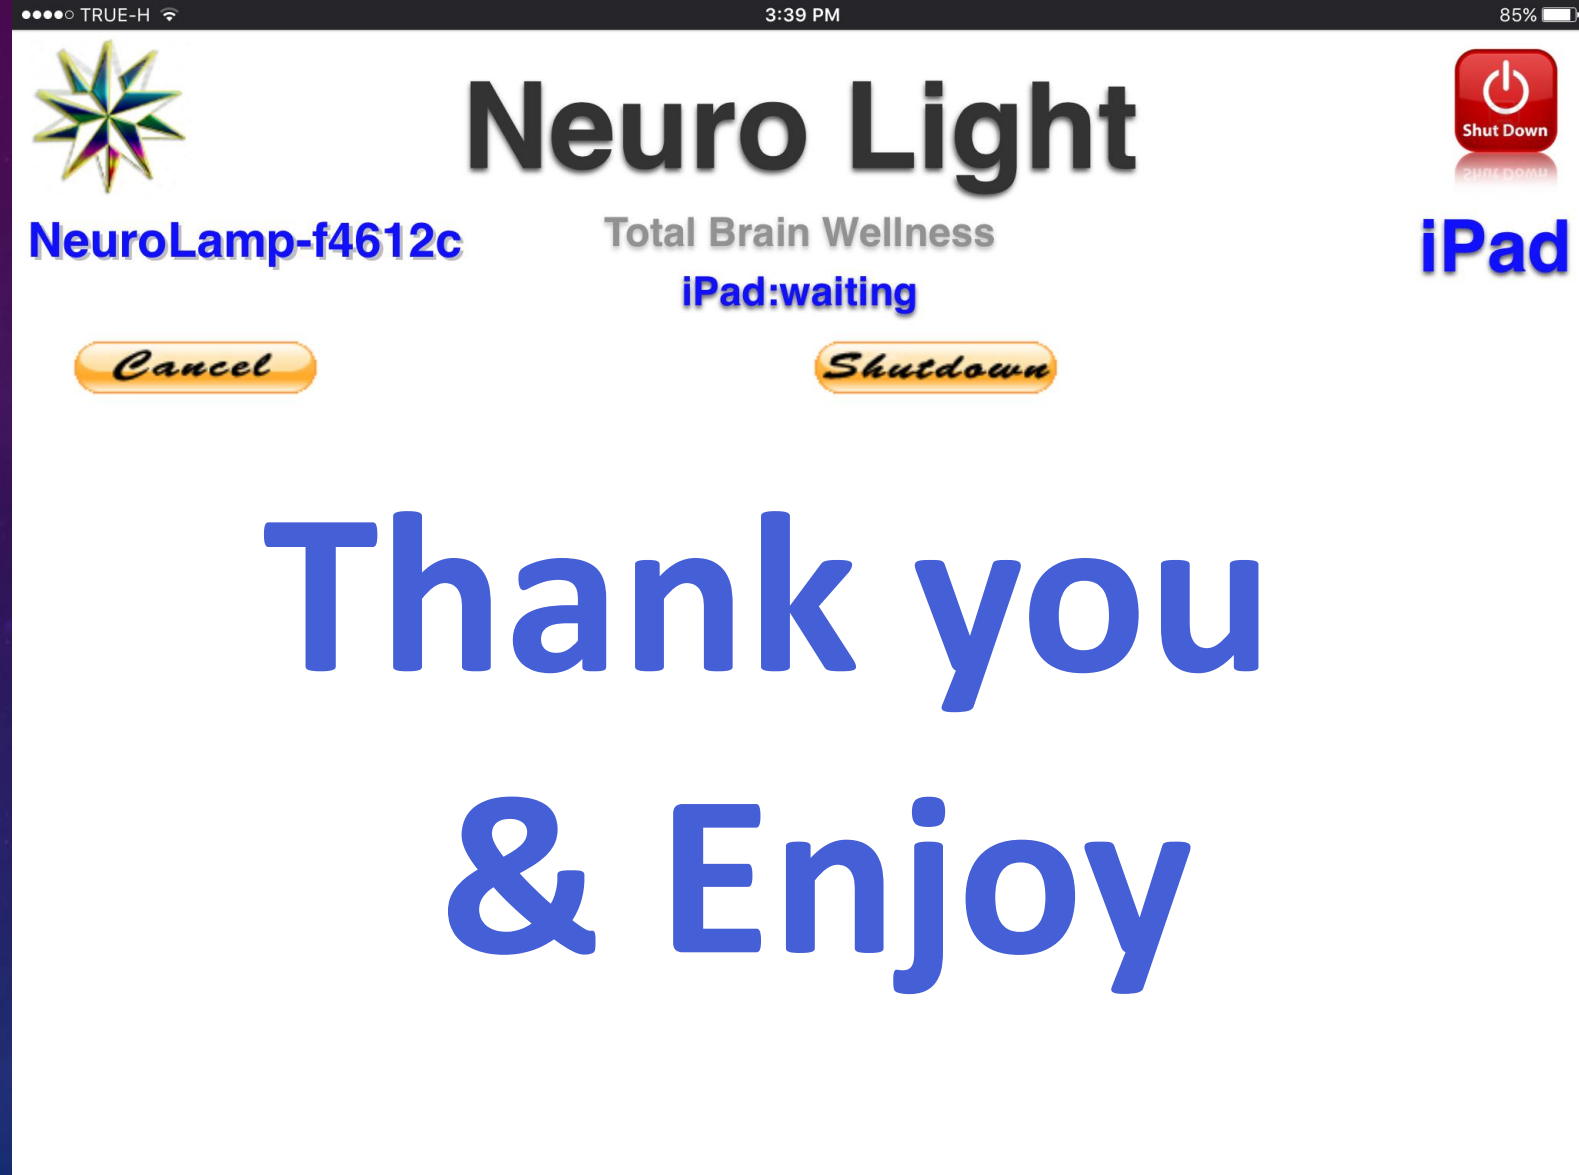 TRUE-H 3:39 PM 85%
Neuro Light
Shut Down
NeuroLamp-f4612c
Total Brain Wellness
iPad
iPad:waiting
Cancel Shutdown
Thank you
& Enjoy